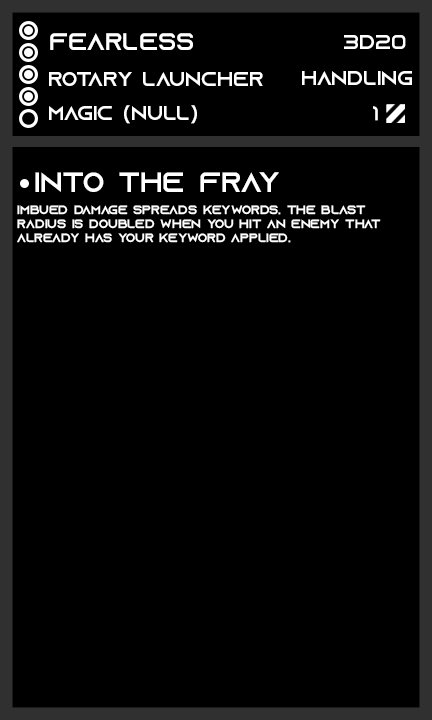 FEARLESS 3D20
ROTARY LAUNCHER HANDLING
MAGIC (NULL) 1
•INTO THE FRAY
IMBUED DAMAGE SPREADS KEYWORDS. THE BLAST
RADIUS IS DOUBLED WHEN YOU HIT AN ENEMY THAT
ALREADY HAS YOUR KEYWORD APPLIED.